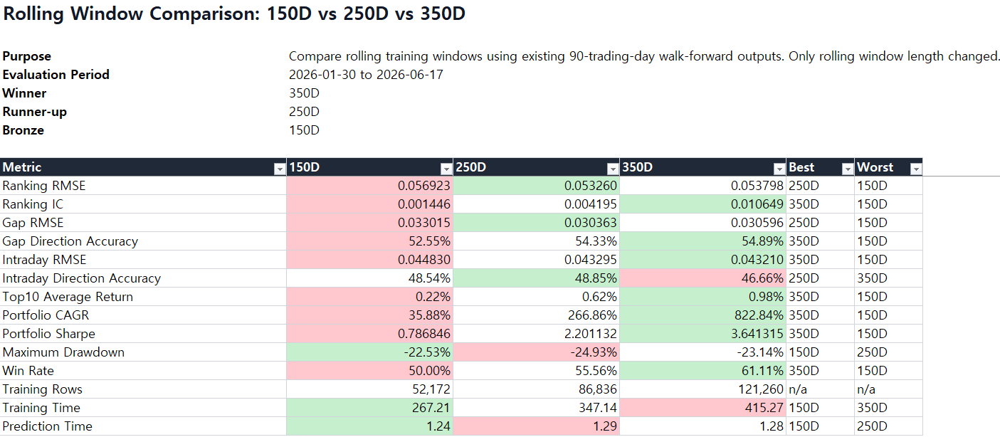 Rolling Window Comparison: 150D vs 250D vs 350D
Purpose Compare rolling training windows using existing 90-trading-day walk-forward outputs. Only rolling window length changed.
Evaluation Period 2026-01-30 to 2026-06-17
Winner 350D
Runner-up 250D
Bronze 150D
Metric 150D 250D 350D Best Worst
Ranking RMSE 0.056923 0.053260 0.053798 250D 150D
Ranking IC 0.001446 0.004195 0.010649 350D 150D
Gap RMSE 0.033015 0.030363 0.030596 250D 150D
Gap Direction Accuracy 52.55% 54.33% 54.89% 350D 150D
Intraday RMSE 0.044830 0.043295 0.043210 350D 150D
Intraday Direction Accuracy 48.54% 48.85% 46.66% 250D 350D
Top10 Average Return 0.22% 0.62% 0.98% 350D 150D
Portfolio CAGR 35.88% 266.86% 822.84% 350D 150D
Portfolio Sharpe 0.786846 2.201132 3.641315 350D 150D
Maximum Drawdown -22.53% -24.93% -23.14% 150D 250D
Win Rate 50.00% 55.56% 61.11% 350D 150D
Training Rows 52,172 86,836 121,260 n/a n/a
Training Time 267.21 347.14 415.27 150D 350D
Prediction Time 1.24 1.29 1.28 150D 250D